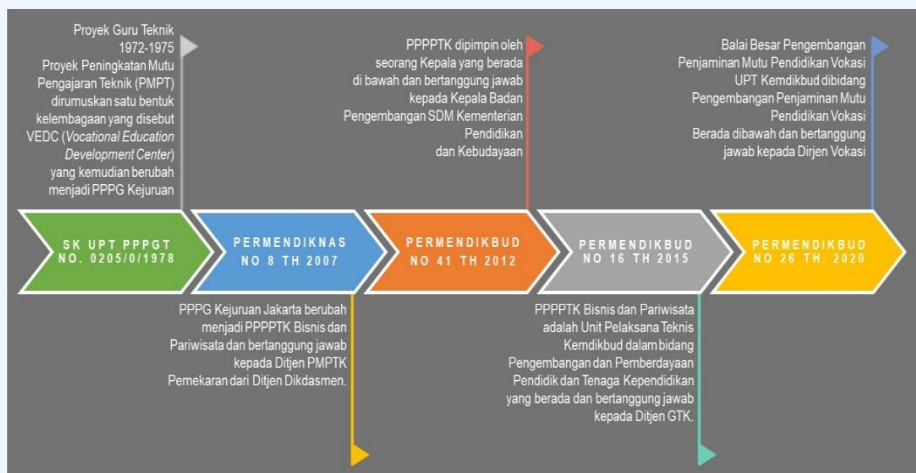 Proyek Guru Teknik
1972-1975
Proyek Peningkatan Mutu
Pengajaran Teknik (PMPT)
dirumuskan satu bentuk
kelembagaan yang disebut
VEDC (Vocational Education
Development Center)
yang kemudian berubah
menjadi PPPG Kejuruan
PPPPTK dipimpin oleh
seorang Kepala yang berada
di bawah dan bertanggung jawab
kepada Kepala Badan
Pengembangan SDM Kementerian
Pendidikan
dan Kebudayaan
Balai Besar Pengembangan
Penjaminan Mutu Pendidikan Vokasi
UPT Kemdikbud dibidang
Pengembangan Penjaminan Mutu
Pendidikan Vokasi
Berada dibawah dan bertanggung
jawab kepada Dirjen Vokasi
SK UPT PPPGT
NO. 0205/0/1978
PERMENDIKNAS
NO 8 TH 2007
PERMENDIKBUD
NO 41 TH 2012
PERMENDIKBUD
NO 16 TH 2015
PERMENDIKBUD
NO 26 TH. 2020
PPPG Kejuruan Jakarta berubah
menjadi PPPPTK Bisnis dan
Pariwisata dan bertanggung jawab
kepada Ditjen PMPTK
Pemekaran dari Ditjen Dikdasmen.
PPPPTK Bisnis dan Pariwisata
adalah Unit Pelaksana Teknis
Kemdikbud dalam bidang
Pengembangan dan Pemberdayaan
Pendidik dan Tenaga Kependidikan
yang berada dan bertanggung jawab
kepada Ditjen GTK.